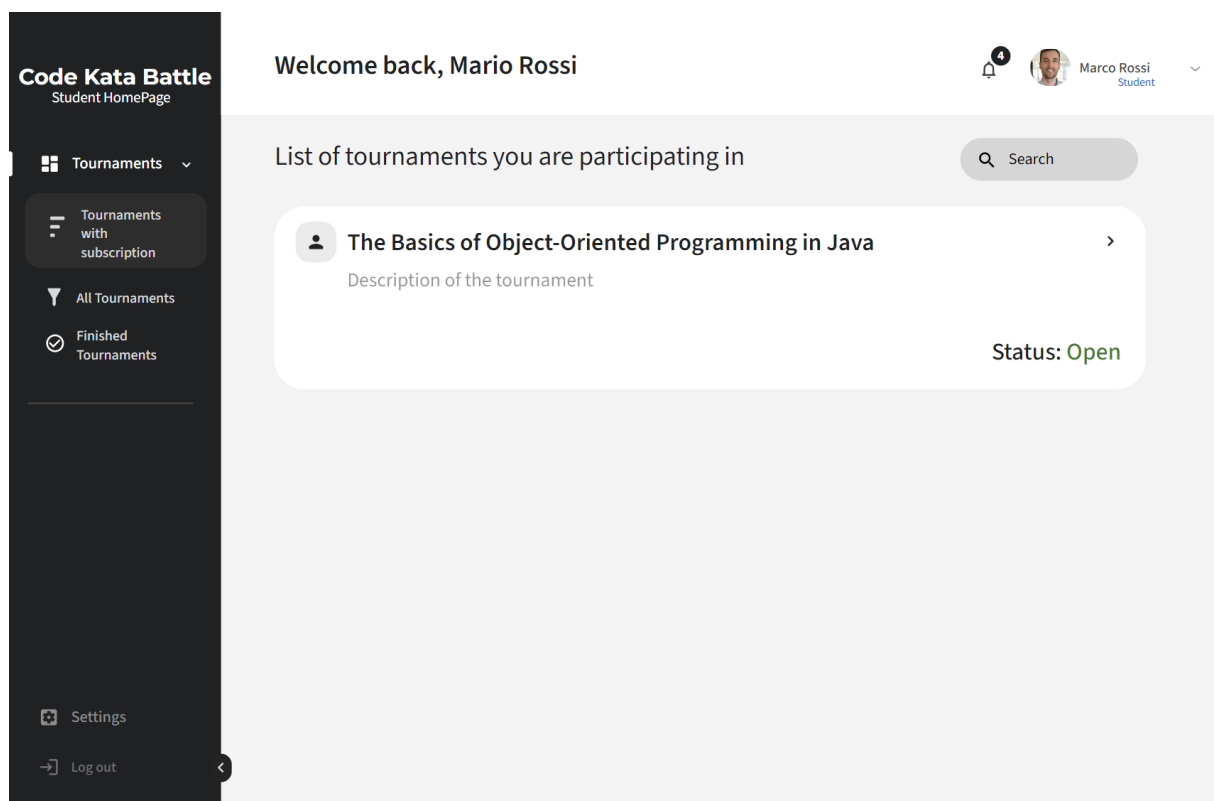 Code Kata Battle
Student HomePage
Tournaments
Tournaments
with
subscription
All Tournaments
Finished
Tournaments
Settings
Log out
Welcome back, Mario Rossi
4
Marco Rossi
Student
List of tournaments you are participating in
Search
The Basics of Object-Oriented Programming in Java
Description of the tournament
Status: Open